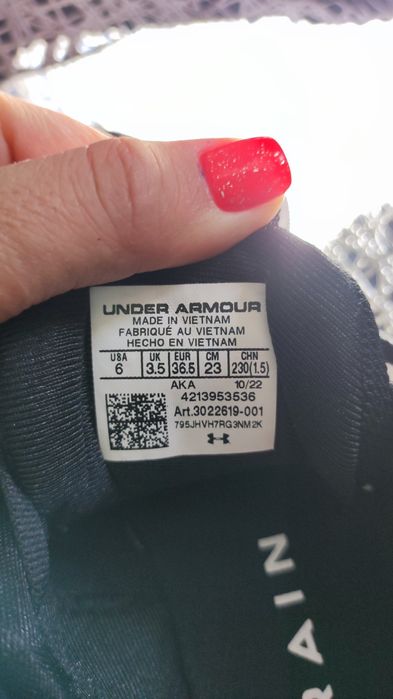 UNDER ARMOUR
MADE IN VIETNAM
FABRIQUÉ AU VIETNAM
HECHO EN VIETNAM
USA UK EUR CM CHN
6 3.5 36.5 23 230(1.5)
AKA 10/22
4213953536
Art.3022619-001
795JHVH7RG3NM2K
RAIN